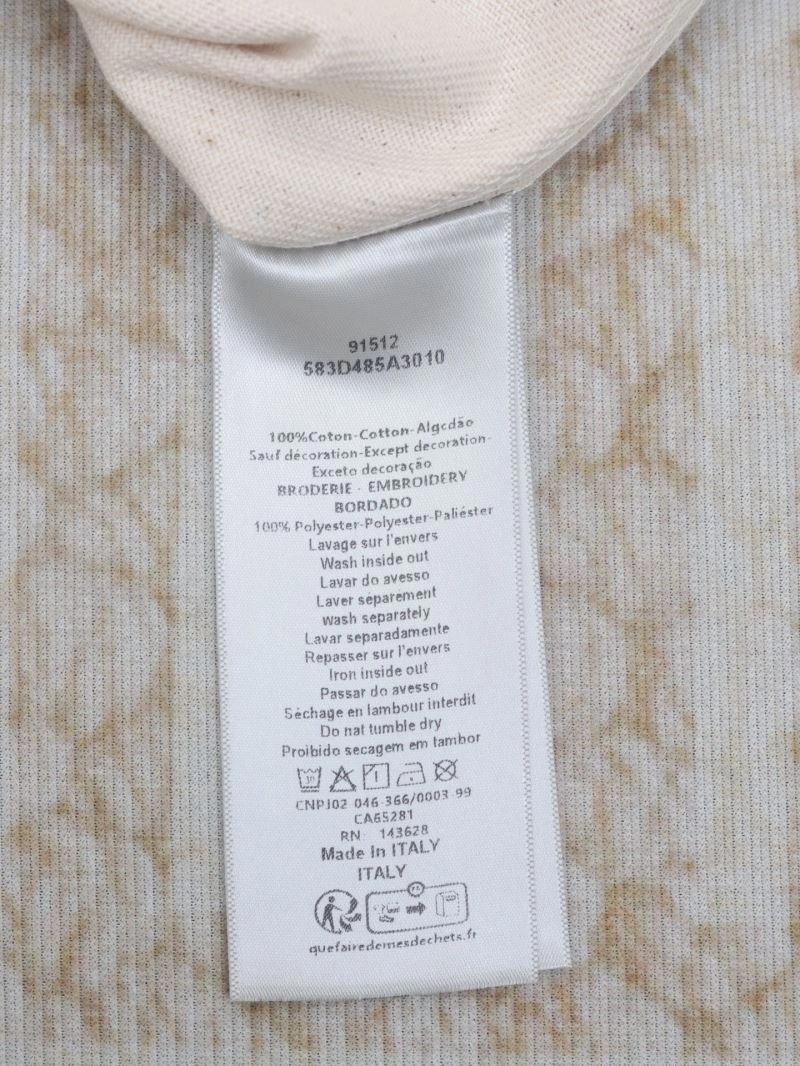 91512
583D485A3010
100%Coton-Cotton-Algcdão
Sauf décoration-Except decoration-
Exceto decoração
BRODERIE - EMBROIDERY
BORDADO
100% Polyester-Polyester-Paliéster
Lavage sur l'envers
Wash inside out
Lavar do avesso
Laver séparement
wash separately
Lavar separadamente
Repasser sur l'envers
Iron inside out
Passar do avesso
Séchage en lambour interdit
Do nat tumble dry
Proibido secagem em tambor
30
CNPJ02 046-366/0003-99
CA65281
RN 143628
Made in ITALY
ITALY
quefairedemesdechets.fr